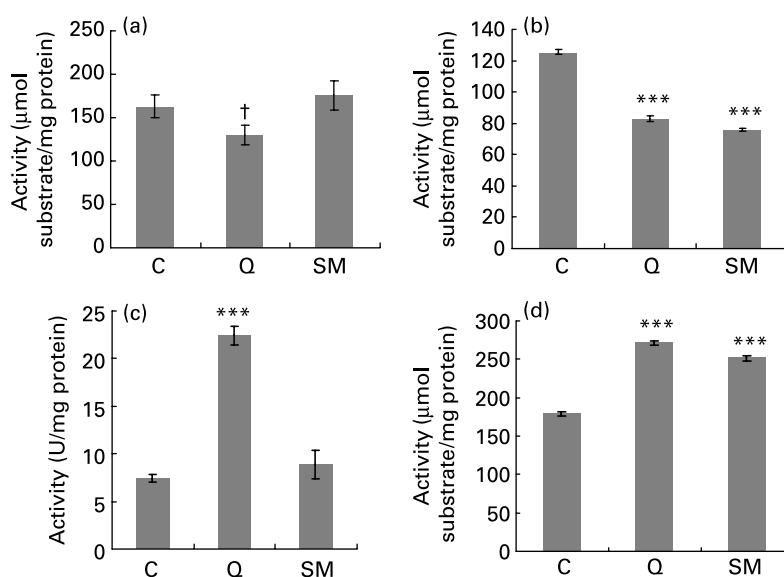 (a)
Activity (μmol
substrate/mg protein)
250
200
150
100
50
0
†
C Q SM
(b)
Activity (μmol
substrate/mg protein)
140
120
100
80
60
40
20
0
*** ***
C Q SM
(c)
Activity (U/mg protein)
25
20
15
10
5
0
***
C Q SM
(d)
Activity (μmol
substrate/mg protein)
300
250
200
150
100
50
0
*** ***
C Q SM